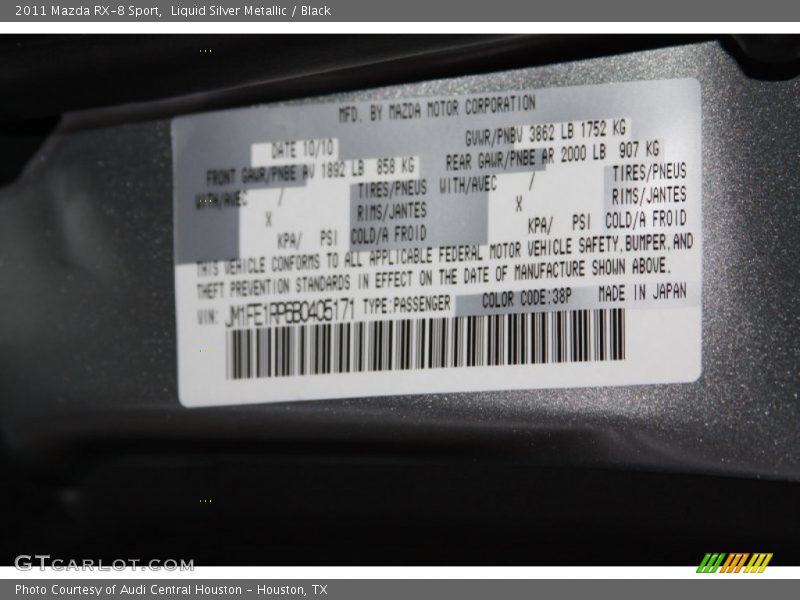 2011 Mazda RX-8 Sport, Liquid Silver Metallic / Black
MFD. BY MAZDA MOTOR CORPORATION
DATE 10/10 GVWR/PNBV 3862 LB 1752 KG
FRONT GAWR/PNBE AV 1892 LB 858 KG REAR GAWR/PNBE AR 2000 LB 907 KG
WITH/AVEC / TIRES/PNEUS WITH/AVEC / TIRES/PNEUS
X RIMS/JANTES X RIMS/JANTES
KPA/ PSI COLD/A FROID KPA/ PSI COLD/A FROID
THIS VEHICLE CONFORMS TO ALL APPLICABLE FEDERAL MOTOR VEHICLE SAFETY,BUMPER,AND
THEFT PREVENTION STANDARDS IN EFFECT ON THE DATE OF MANUFACTURE SHOWN ABOVE.
VIN: JM1FE1RP6B0405171 TYPE:PASSENGER COLOR CODE:38P MADE IN JAPAN
GTcarlot.com
Photo Courtesy of Audi Central Houston - Houston, TX